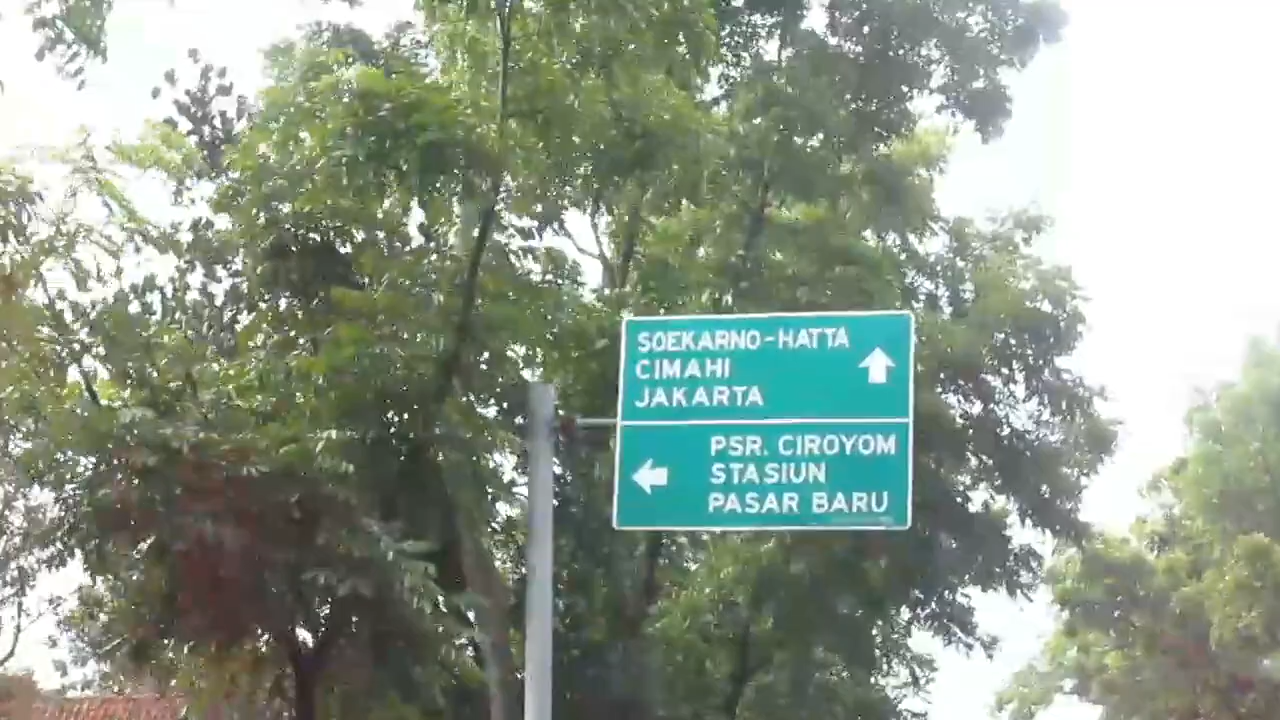 SOEKARNO-HATTA
CIMAHI
JAKARTA
PSR. CIROYOM
STASIUN
PASAR BARU